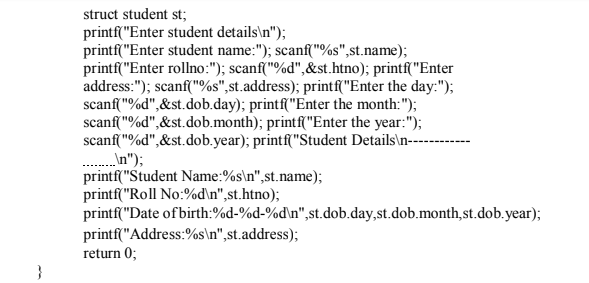 struct student st;
printf("Enter student details\n");
printf("Enter student name:"); scanf("%s",st.name);
printf("Enter rollno:"); scanf("%d",&st.htno); printf("Enter
address:"); scanf("%s",st.address); printf("Enter the day:");
scanf("%d",&st.dob.day); printf("Enter the month:");
scanf("%d",&st.dob.month); printf("Enter the year:");
scanf("%d",&st.dob.year); printf("Student Details\n------------
.........\n");
printf("Student Name:%s\n",st.name);
printf("Roll No:%d\n",st.htno);
printf("Date of birth:%d-%d-%d\n",st.dob.day,st.dob.month,st.dob.year);
printf("Address:%s\n",st.address);
return 0;
}